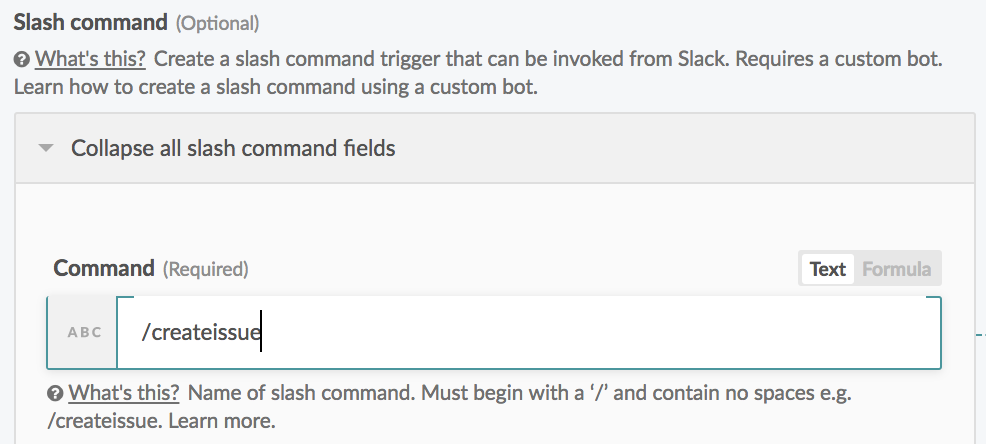 Slash command (Optional)
What's this? Create a slash command trigger that can be invoked from Slack. Requires a custom bot.
Learn how to create a slash command using a custom bot.
Collapse all slash command fields
Command (Required)
Text Formula
ABC /createissue
What's this? Name of slash command. Must begin with a ‘/’ and contain no spaces e.g.
/createissue. Learn more.